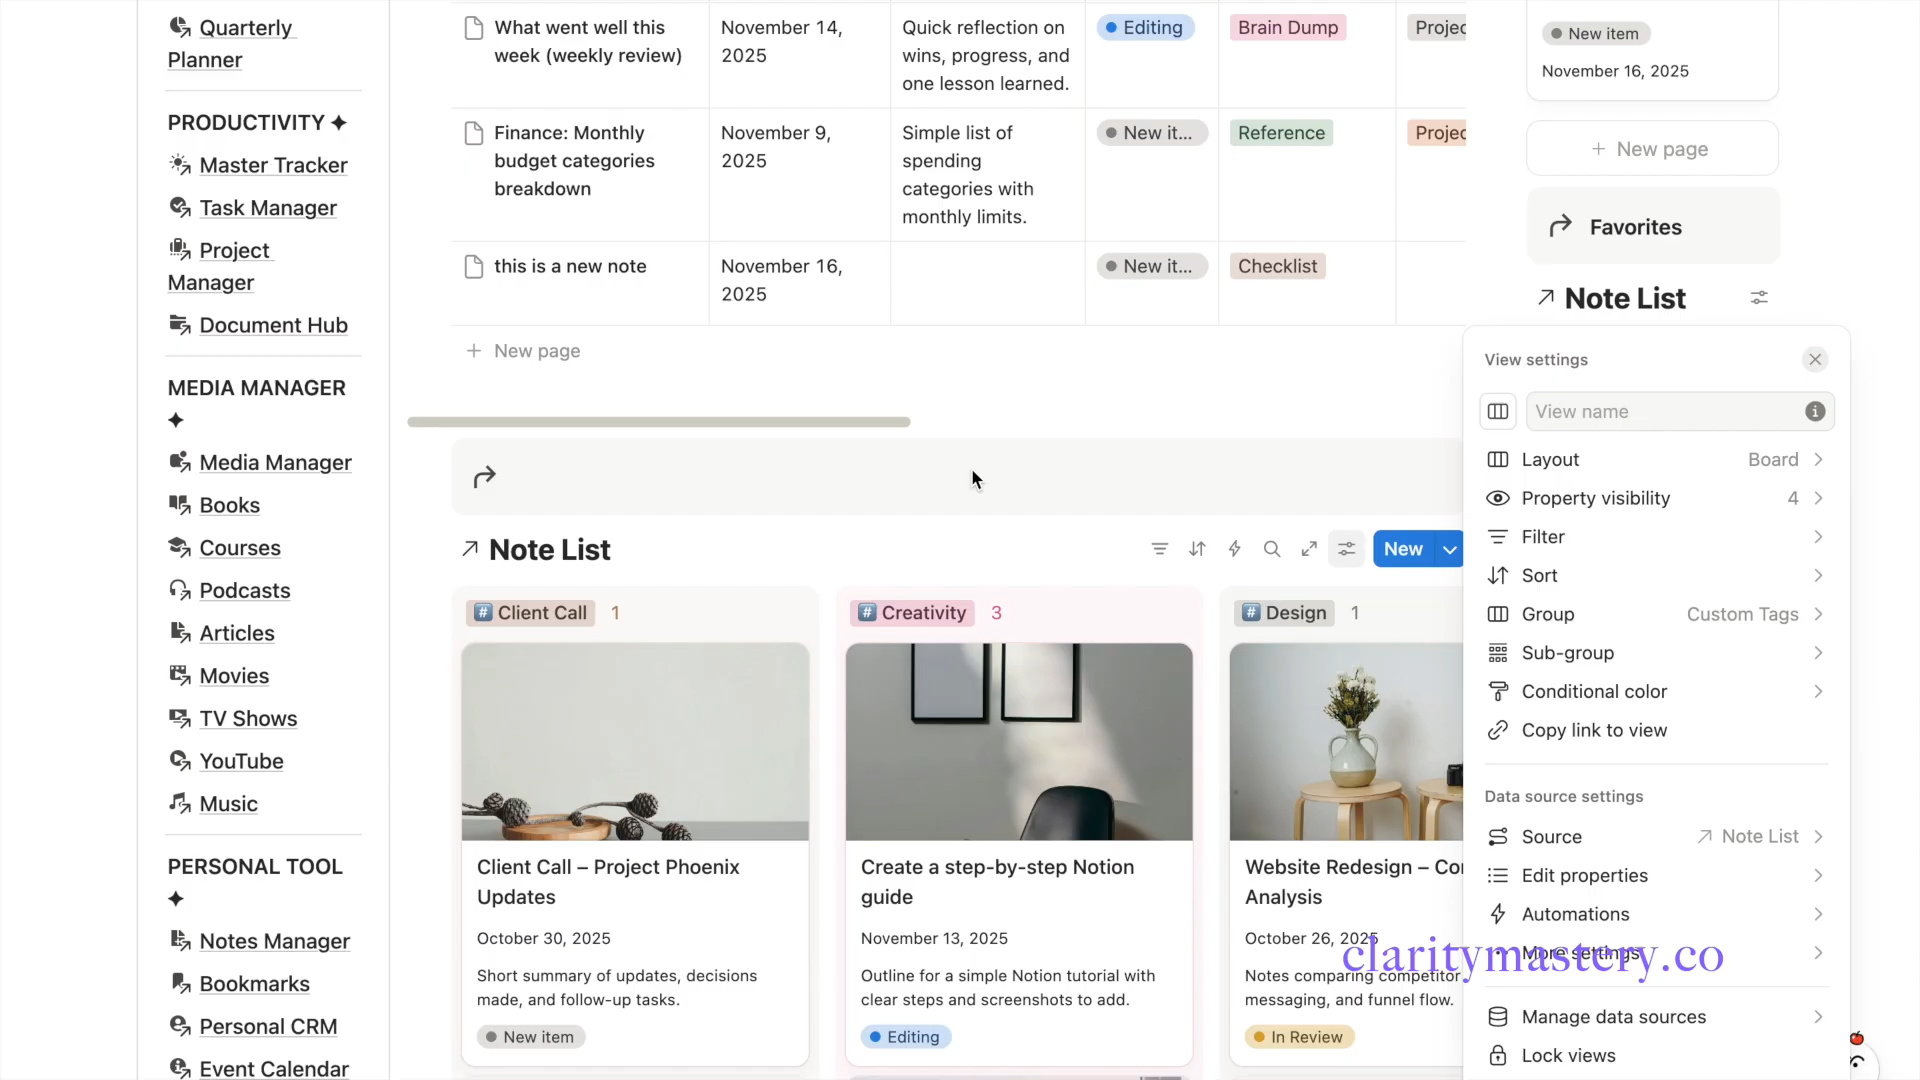 Quarterly
Planner
PRODUCTIVITY ✦
Master Tracker
Task Manager
Project
Manager
Document Hub
MEDIA MANAGER
✦
Media Manager
Books
Courses
Podcasts
Articles
Movies
TV Shows
YouTube
Music
PERSONAL TOOL
✦
Notes Manager
Bookmarks
Personal CRM
Event Calendar
What went well this
week (weekly review)
November 14,
2025
Quick reflection on
wins, progress, and
one lesson learned.
Editing
Brain Dump
Projec
Finance: Monthly
budget categories
breakdown
November 9,
2025
Simple list of
spending
categories with
monthly limits.
New it...
Reference
Projec
this is a new note
November 16,
2025
New it...
Checklist
+ New page
Note List
New
# Client Call 1
Client Call – Project Phoenix
Updates
October 30, 2025
Short summary of updates, decisions
made, and follow-up tasks.
New item
# Creativity 3
Create a step-by-step Notion
guide
November 13, 2025
Outline for a simple Notion tutorial with
clear steps and screenshots to add.
Editing
# Design 1
Website Redesign – Co
Analysis
October 26, 2025
Notes comparing competitor
messaging, and funnel flow.
In Review
New item
November 16, 2025
+ New page
Favorites
Note List
View settings
View name
Layout Board
Property visibility 4
Filter
Sort
Group Custom Tags
Sub-group
Conditional color
Copy link to view
Data source settings
Source Note List
Edit properties
Automations
More settings
claritymastery.co
Manage data sources
Lock views